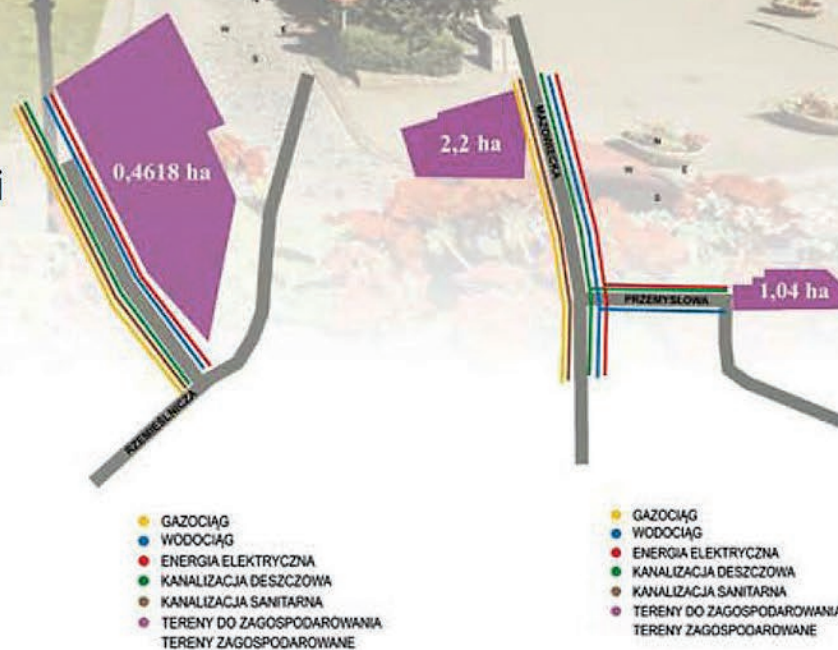 N
W E
S
i
0,4618 ha
RZEMIEŚLNICZA
GAZOCIĄG
WODOCIĄG
ENERGIA ELEKTRYCZNA
KANALIZACJA DESZCZOWA
KANALIZACJA SANITARNA
TERENY DO ZAGOSPODAROWANIA
TERENY ZAGOSPODAROWANE
2,2 ha
MAZOWIECKA
N
W E
S
PRZEMYSŁOWA
1,04 ha
GAZOCIĄG
WODOCIĄG
ENERGIA ELEKTRYCZNA
KANALIZACJA DESZCZOWA
KANALIZACJA SANITARNA
TERENY DO ZAGOSPODAROWANIA
TERENY ZAGOSPODAROWANE